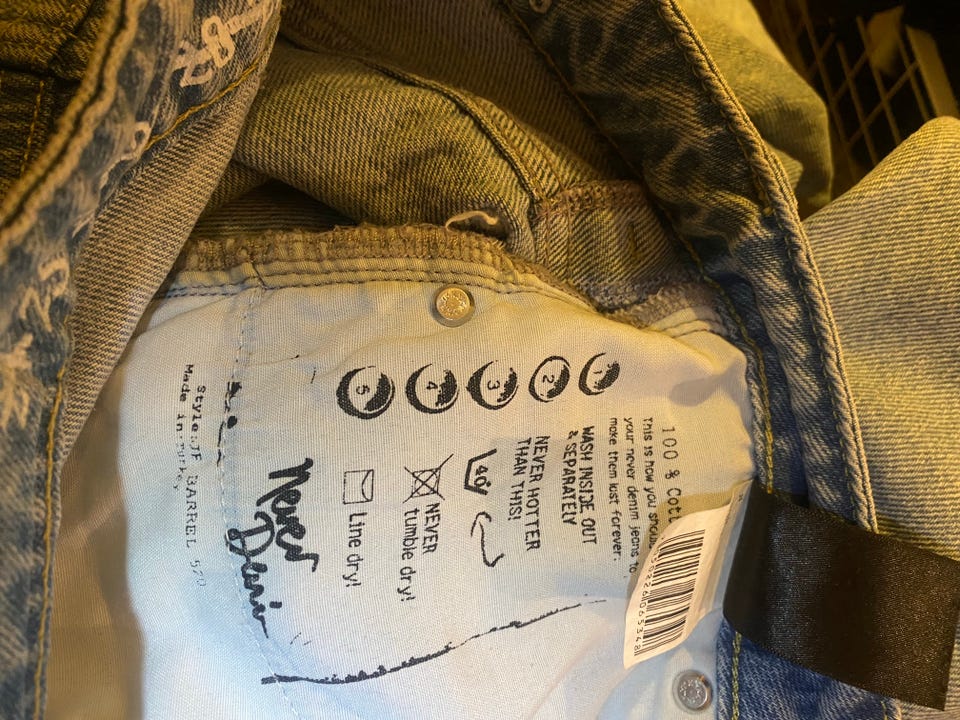 100 % Cott
This is how you shou
your never denim jeans to
make them last forever:
1
2
WASH INSIDE OUT
& SEPARATELY
3
NEVER HOTTER
THAN THIS!
40°
4
NEVER
tumble dry!
5
Line dry!
Never
Denim
Style:JF BARREL 570
Made in:Turkey